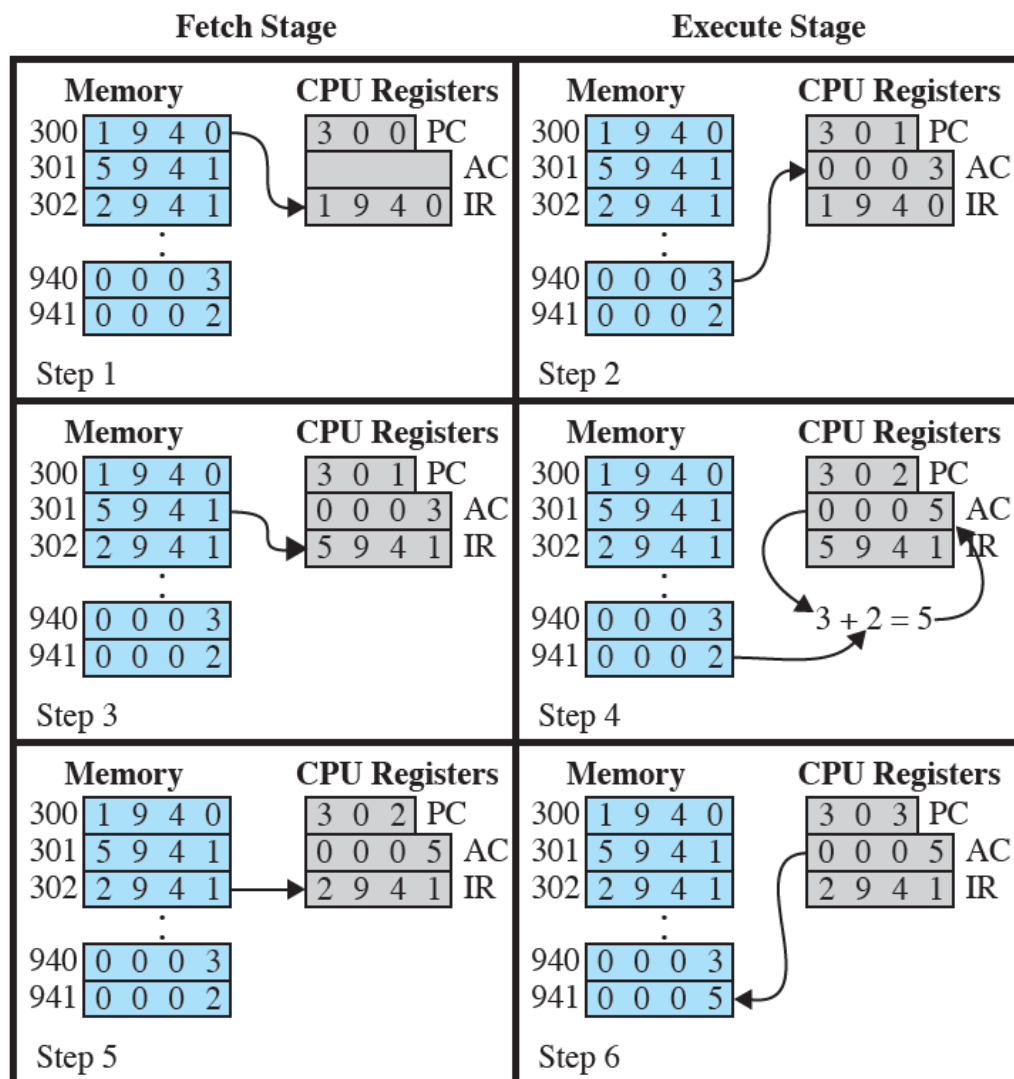 Fetch Stage
Execute Stage
Memory
CPU Registers
300 1 9 4 0
3 0 0 PC
301 5 9 4 1
AC
302 2 9 4 1
1 9 4 0 IR
940 0 0 0 3
941 0 0 0 2
Step 1
Memory
CPU Registers
300 1 9 4 0
3 0 1 PC
301 5 9 4 1
0 0 0 3 AC
302 2 9 4 1
1 9 4 0 IR
940 0 0 0 3
941 0 0 0 2
Step 2
Memory
CPU Registers
300 1 9 4 0
3 0 1 PC
301 5 9 4 1
0 0 0 3 AC
302 2 9 4 1
5 9 4 1 IR
940 0 0 0 3
941 0 0 0 2
Step 3
Memory
CPU Registers
300 1 9 4 0
3 0 2 PC
301 5 9 4 1
0 0 0 5 AC
302 2 9 4 1
5 9 4 1 IR
940 0 0 0 3
3 + 2 = 5
941 0 0 0 2
Step 4
Memory
CPU Registers
300 1 9 4 0
3 0 2 PC
301 5 9 4 1
0 0 0 5 AC
302 2 9 4 1
2 9 4 1 IR
940 0 0 0 3
941 0 0 0 2
Step 5
Memory
CPU Registers
300 1 9 4 0
3 0 3 PC
301 5 9 4 1
0 0 0 5 AC
302 2 9 4 1
2 9 4 1 IR
940 0 0 0 3
941 0 0 0 5
Step 6